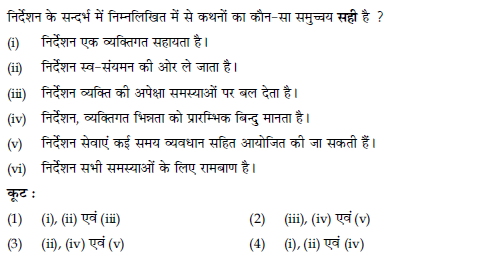 निर्देशन के सन्दर्भ में निम्नलिखित में से कथनों का कौन-सा समुच्चय सही है ?
(i) निर्देशन एक व्यक्तिगत सहायता है।
(ii) निर्देशन स्व-संयमन की ओर ले जाता है।
(iii) निर्देशन व्यक्ति की अपेक्षा समस्याओं पर बल देता है।
(iv) निर्देशन, व्यक्तिगत भिन्नता को प्रारम्भिक बिन्दु मानता है।
(v) निर्देशन सेवाएं कई समय व्यवधान सहित आयोजित की जा सकती हैं।
(vi) निर्देशन सभी समस्याओं के लिए रामबाण है।
कूट :
(1) (i), (ii) एवं (iii) (2) (iii), (iv) एवं (v)
(3) (ii), (iv) एवं (v) (4) (i), (ii) एवं (iv)